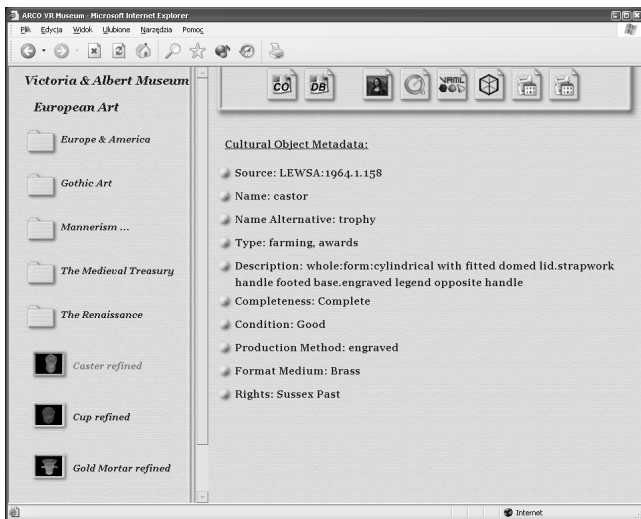 ARCO VR Museum - Microsoft Internet Explorer
Plik Edycja Widok Ulubione Narzędzia Pomoc
Victoria & Albert Museum
European Art
Europe & America
Gothic Art
Mannerism ...
The Medieval Treasury
The Renaissance
Caster refined
Cup refined
Gold Mortar refined
CO DB VRML
Cultural Object Metadata:
Source: LEWSA:1964.1.158
Name: castor
Name Alternative: trophy
Type: farming, awards
Description: whole:form:cylindrical with fitted domed lid.strapwork
handle footed base.engraved legend opposite handle
Completeness: Complete
Condition: Good
Production Method: engraved
Format Medium: Brass
Rights: Sussex Past
Internet